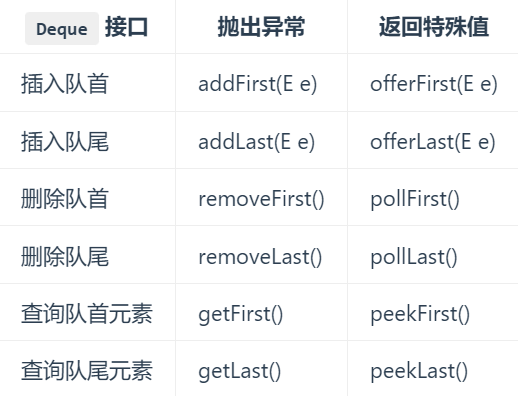 Deque 接口 抛出异常 返回特殊值
插入队首 addFirst(E e) offerFirst(E e)
插入队尾 addLast(E e) offerLast(E e)
删除队首 removeFirst() pollFirst()
删除队尾 removeLast() pollLast()
查询队首元素 getFirst() peekFirst()
查询队尾元素 getLast() peekLast()